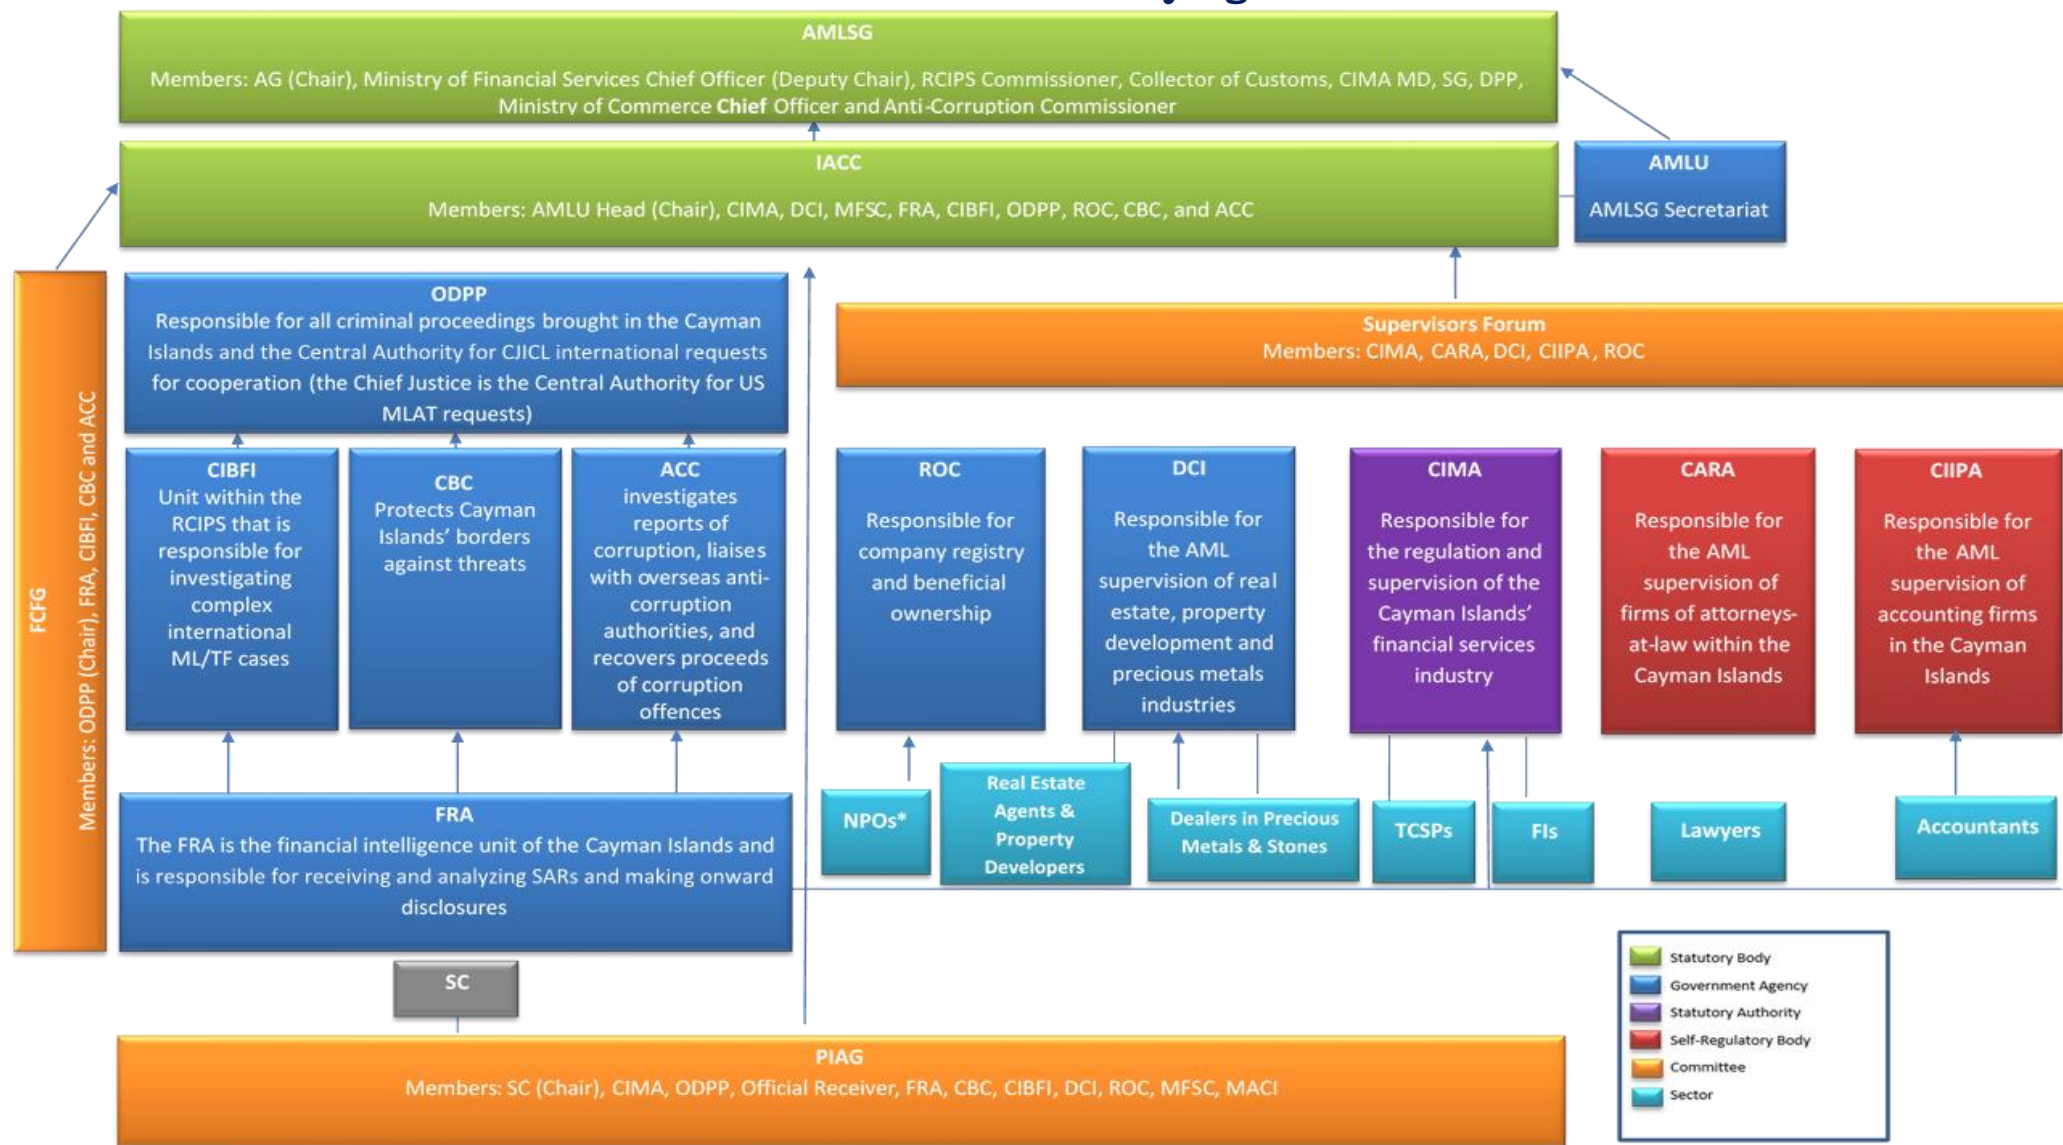 AMLSG
Members: AG (Chair), Ministry of Financial Services Chief Officer (Deputy Chair), RCIPS Commissioner, Collector of Customs, CIMA MD, SG, DPP,
Ministry of Commerce Chief Officer and Anti-Corruption Commissioner
IACC
Members: AMLU Head (Chair), CIMA, DCI, MFSC, FRA, CIBFI, ODPP, ROC, CBC, and ACC
AMLU
AMLSG Secretariat
FCFG
Members: ODPP (Chair), FRA, CIBFI, CBC and ACC
ODPP
Responsible for all criminal proceedings brought in the Cayman
Islands and the Central Authority for CJICL international requests
for cooperation (the Chief Justice is the Central Authority for US
MLAT requests)
Supervisors Forum
Members: CIMA, CARA, DCI, CIIPA , ROC
CIBFI
Unit within the
RCIPS that is
responsible for
investigating
complex
international
ML/TF cases
CBC
Protects Cayman
Islands' borders
against threats
ACC
investigates
reports of
corruption, liaises
with overseas anti-
corruption
authorities, and
recovers proceeds
of corruption
offences
ROC
Responsible for
company registry
and beneficial
ownership
DCI
Responsible for
the AML
supervision of real
estate, property
development and
precious metals
industries
CIMA
Responsible for
the regulation and
supervision of the
Cayman Islands'
financial services
industry
CARA
Responsible for
the AML
supervision of
firms of attorneys-
at-law within the
Cayman Islands
CIIPA
Responsible for
the AML
supervision of
accounting firms
in the Cayman
Islands
FRA
The FRA is the financial intelligence unit of the Cayman Islands and
is responsible for receiving and analyzing SARs and making onward
disclosures
NPOs*
Real Estate
Agents &
Property
Developers
Dealers in Precious
Metals & Stones
TCSPs
FIs
Lawyers
Accountants
SC
PIAG
Members: SC (Chair), CIMA, ODPP, Official Receiver, FRA, CBC, CIBFI, DCI, ROC, MFSC, MACI
Statutory Body
Government Agency
Statutory Authority
Self-Regulatory Body
Committee
Sector